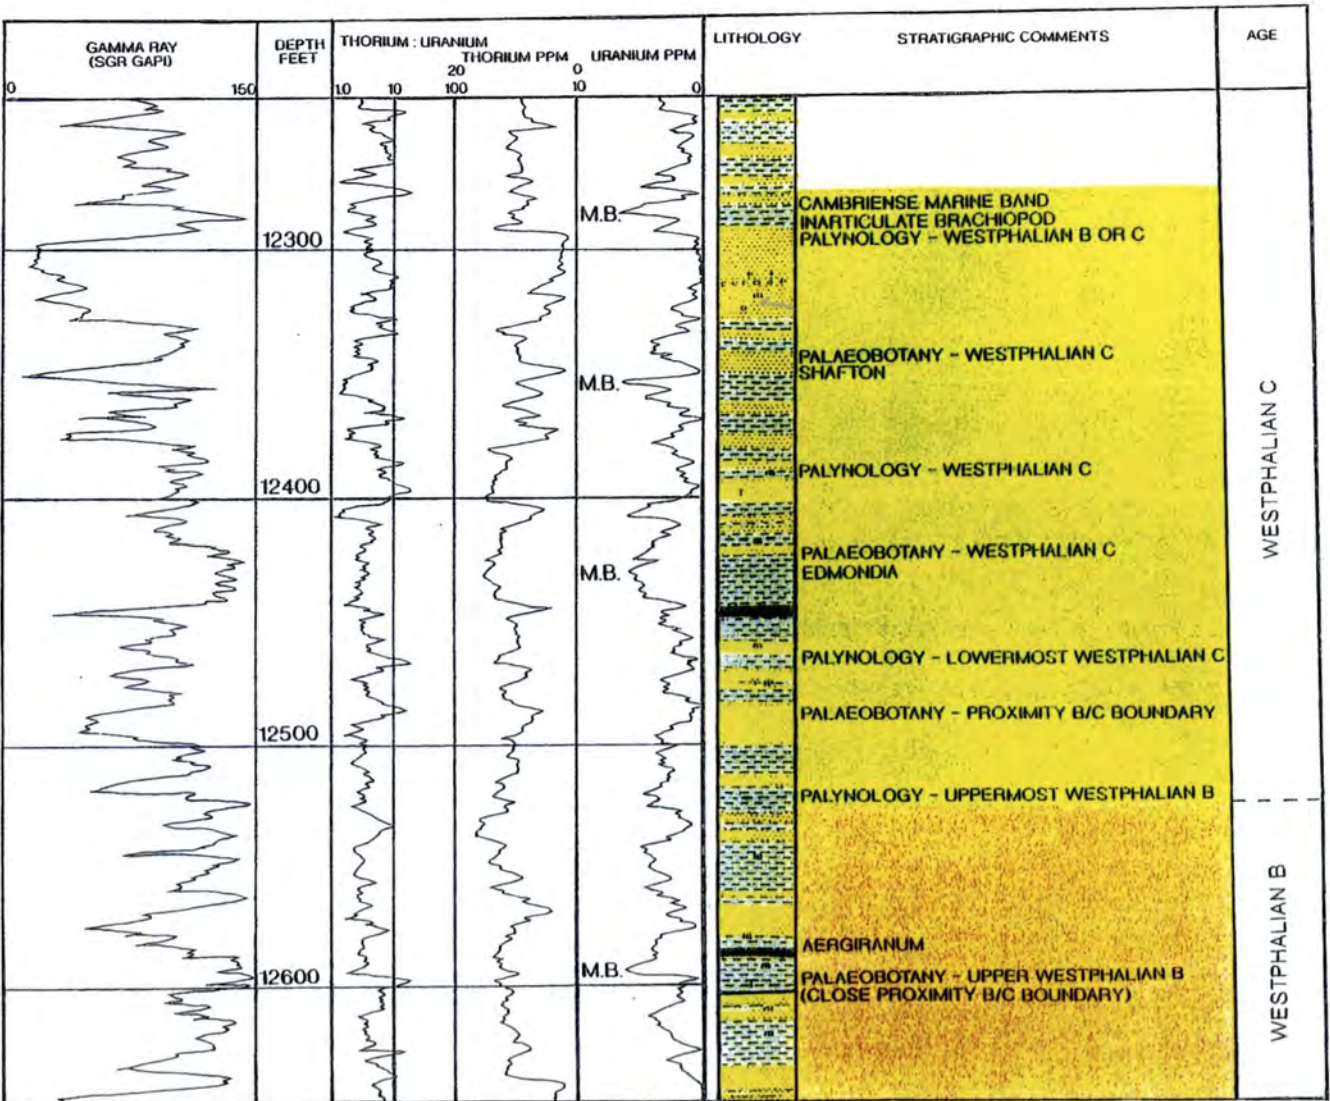 GAMMA RAY
(SGR GAPI)
0 150
DEPTH
FEET
THORIUM : URANIUM
1.0 10
THORIUM PPM
20 0
100
URANIUM PPM
10 0
LITHOLOGY
STRATIGRAPHIC COMMENTS
AGE
M.B.
12300
CAMBRIENSE MARINE BAND
INARTICULATE BRACHIOPOD
PALYNOLOGY - WESTPHALIAN B OR C
M.B.
PALAEOBOTANY - WESTPHALIAN C
SHAFTON
12400
PALYNOLOGY - WESTPHALIAN C
M.B.
PALAEOBOTANY - WESTPHALIAN C
EDMONDIA
PALYNOLOGY - LOWERMOST WESTPHALIAN C
PALAEOBOTANY - PROXIMITY B/C BOUNDARY
12500
PALYNOLOGY - UPPERMOST WESTPHALIAN B
M.B.
AERGIRANUM
12600
PALAEOBOTANY - UPPER WESTPHALIAN B
(CLOSE PROXIMITY B/C BOUNDARY)
WESTPHALIAN C
WESTPHALIAN B